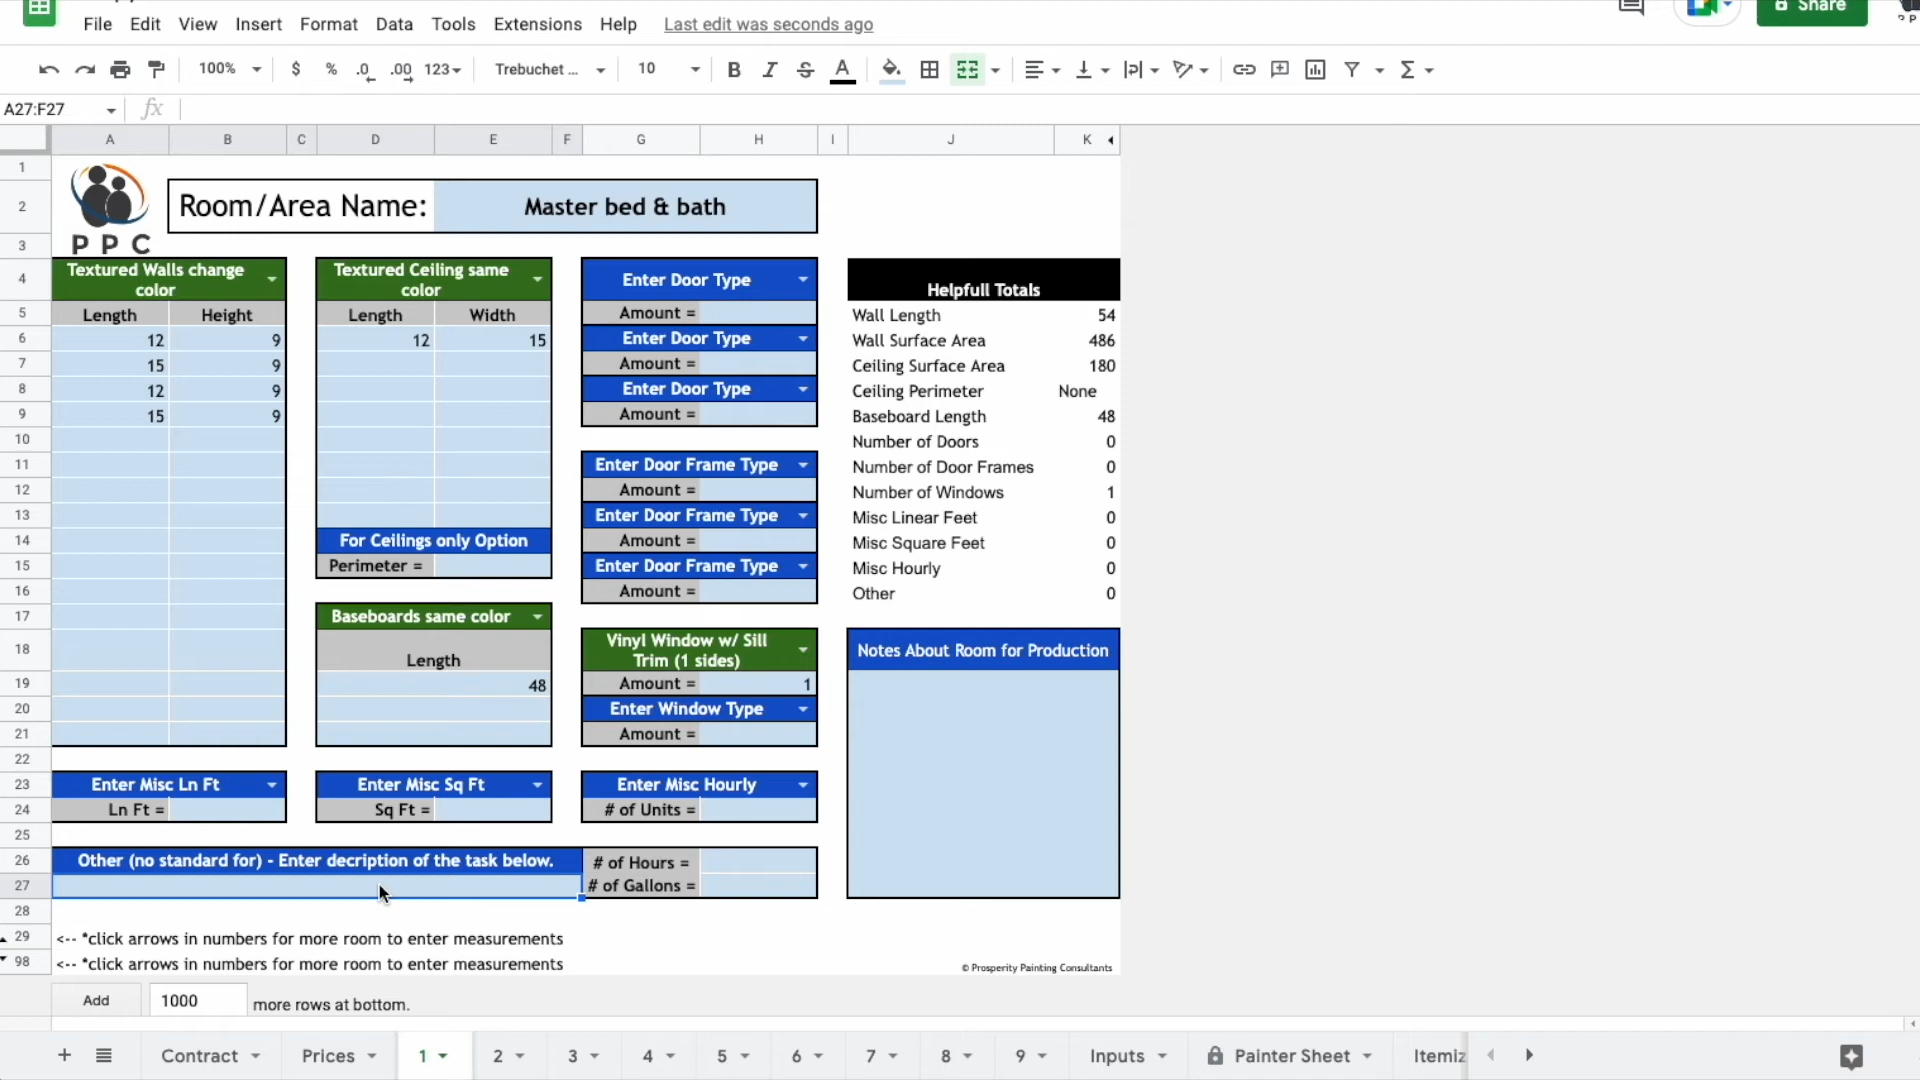 Share
File Edit View Insert Format Data Tools Extensions Help Last edit was seconds ago
100% $ % .0 .00 123 Trebuchet ... 10 B I S A
A27:F27 fx
A B C D E F G H I J K
1
2 Room/Area Name: Master bed & bath
3 PPC
4 Textured Walls change color Textured Ceiling same color Enter Door Type Helpfull Totals
5 Length Height Length Width Amount = Wall Length 54
6 12 9 12 15 Enter Door Type Wall Surface Area 486
7 15 9 Amount = Ceiling Surface Area 180
8 12 9 Enter Door Type Ceiling Perimeter None
9 15 9 Amount = Baseboard Length 48
10 Number of Doors 0
11 Enter Door Frame Type Number of Door Frames 0
12 Amount = Number of Windows 1
13 Enter Door Frame Type Misc Linear Feet 0
14 For Ceilings only Option Amount = Misc Square Feet 0
15 Perimeter = Enter Door Frame Type Misc Hourly 0
16 Amount = Other 0
17 Baseboards same color
18 Length Vinyl Window w/ Sill Trim (1 sides) Notes About Room for Production
19 48 Amount = 1
20 Enter Window Type
21 Amount =
22
23 Enter Misc Ln Ft Enter Misc Sq Ft Enter Misc Hourly
24 Ln Ft = Sq Ft = # of Units =
25
26 Other (no standard for) - Enter decription of the task below. # of Hours =
27 # of Gallons =
28
29 <-- *click arrows in numbers for more room to enter measurements
98 <-- *click arrows in numbers for more room to enter measurements © Prosperity Painting Consultants
Add 1000 more rows at bottom.
+ Contract Prices 1 2 3 4 5 6 7 8 9 Inputs Painter Sheet Itemiz